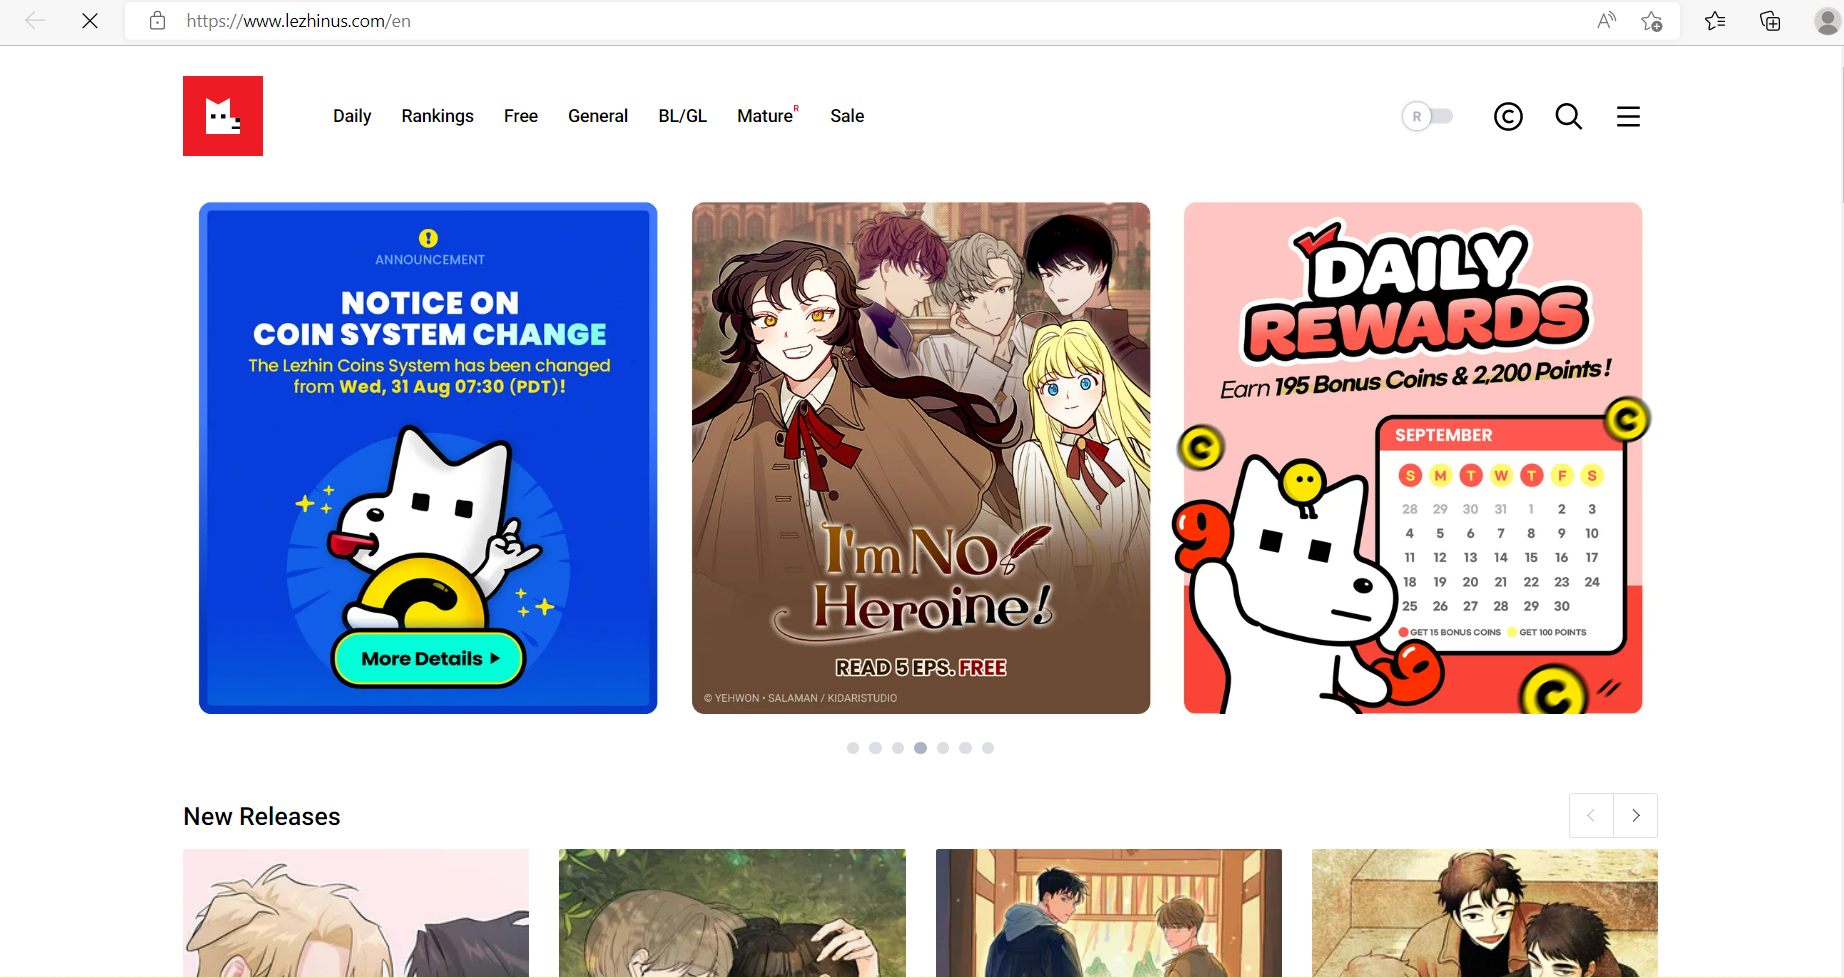 https://www.lezhinus.com/en
Daily Rankings Free General BL/GL Mature R Sale
R
ANNOUNCEMENT
NOTICE ON
COIN SYSTEM CHANGE
The Lezhin Coins System has been changed
from Wed, 31 Aug 07:30 (PDT)!
More Details
I'm No
Heroine!
READ 5 EPS. FREE
© YEHWON • SALAMAN / KIDARISTUDIO
DAILY
REWARDS
Earn 195 Bonus Coins & 2,200 Points!
SEPTEMBER
S M T W T F S
28 29 30 31 1 2 3
4 5 6 7 8 9 10
11 12 13 14 15 16 17
18 19 20 21 22 23 24
25 26 27 28 29 30
GET 15 BONUS COINS GET 100 POINTS
9
9
New Releases